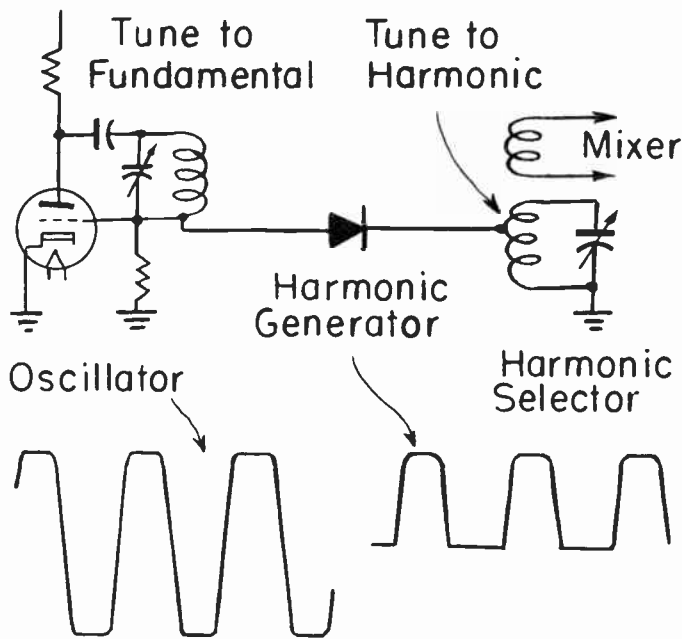 Tune to
Fundamental
Tune to
Harmonic
Mixer
Harmonic
Generator
Oscillator
Harmonic
Selector